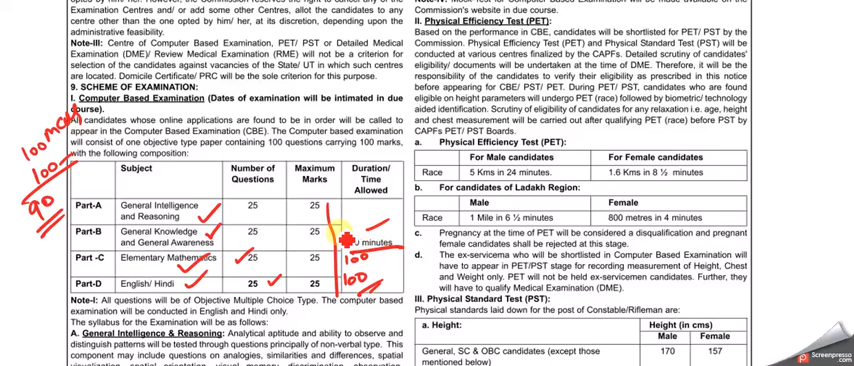 opted by him/ her. However, the Commission reserves the right to cancel any of the
Examination Centres and/ or add some other Centres, allot the candidates to any
centre other than the one opted by him/ her, at its discretion, depending upon the
administrative feasibility.
Note-III: Centre of Computer Based Examination, PET/ PST or Detailed Medical
Examination (DME)/ Review Medical Examination (RME) will not be a criterion for
selection of the candidates against vacancies of the State/ UT in which such centres
are located. Domicile Certificate/ PRC will be the sole criterion for this purpose.
9. SCHEME OF EXAMINATION:
I. Computer Based Examination (Dates of examination will be intimated in due
course).
All candidates whose online applications are found to be in order will be called to
appear in the Computer Based Examination (CBE). The Computer based examination
will consist of one objective type paper containing 100 questions carrying 100 marks,
with the following composition:
100
100
90
Subject Number of Questions Maximum Marks Duration/ Time Allowed
Part-A General Intelligence and Reasoning 25 25
Part-B General Knowledge and General Awareness 25 25 minutes
Part -C Elementary Mathematics 25 25
Part-D English/ Hindi 25 25
100
100
Note-I: All questions will be of Objective Multiple Choice Type. The computer based
examination will be conducted in English and Hindi only.
The syllabus for the Examination will be as follows:
A. General Intelligence & Reasoning: Analytical aptitude and ability to observe and
distinguish patterns will be tested through questions principally of non-verbal type. This
component may include questions on analogies, similarities and differences, spatial
Commission's website in due course.
II. Physical Efficiency Test (PET):
Based on the performance in CBE, candidates will be shortlisted for PET/ PST by the
Commission. Physical Efficiency Test (PET) and Physical Standard Test (PST) will be
conducted at various centres finalized by the CAPFs. Detailed scrutiny of candidates'
eligibility/ documents will be undertaken at the time of DME. Therefore, it will be the
responsibility of the candidates to verify their eligibility as prescribed in this notice
before appearing for CBE/ PST/ PET. During PET/ PST, candidates who are found
eligible on height parameters will undergo PET (race) followed by biometric/ technology
aided identification. Scrutiny of eligibility of candidates for any relaxation i.e. age, height
and chest measurement will be carried out after qualifying PET (race) before PST by
CAPFs PET/ PST Boards.
a. Physical Efficiency Test (PET):
For Male candidates For Female candidates
Race 5 Kms in 24 minutes. 1.6 Kms in 8 ½ minutes
b. For candidates of Ladakh Region:
Male Female
Race 1 Mile in 6 ½ minutes 800 metres in 4 minutes
c. Pregnancy at the time of PET will be considered a disqualification and pregnant
female candidates shall be rejected at this stage.
d. The ex-servicema who will be shortlisted in Computer Based Examination will
have to appear in PET/PST stage for recording measurement of Height, Chest
and Weight only. PET will not be held ex-servicemen candidates. Further, they
will have to qualify Medical Examination (DME).
III. Physical Standard Test (PST):
Physical standards laid down for the post of Constable/Rifleman are:
a. Height: Height (in cms)
Male Female
General, SC & OBC candidates (except those mentioned below) 170 157
Screenpresso
Screenpresso.com